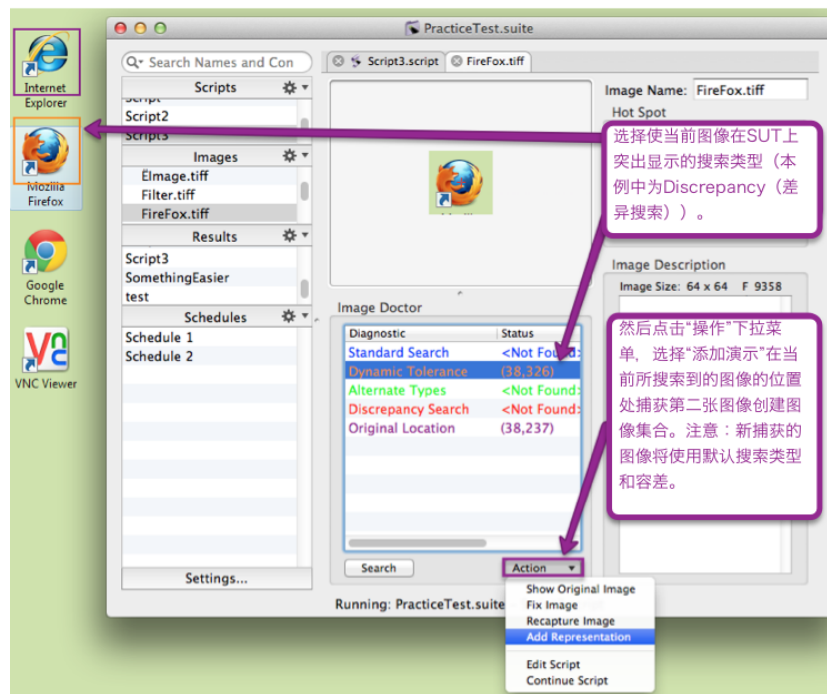 PracticeTest.suite
Internet
Explorer
Mozilla
Firefox
Google
Chrome
VNC Viewer
Search Names and Con
Scripts
Script
Script2
Script3
Images
EImage.tiff
Filter.tiff
FireFox.tiff
Results
Script3
SomethingEasier
test
Schedules
Schedule 1
Schedule 2
Settings...
Script3.script
FireFox.tiff
Image Name: FireFox.tiff
Hot Spot
选择使当前图像在SUT上
突出显示的搜索类型（本
例中为Discrepancy（差
异搜索））。
Image Description
Image Size: 64 x 64 F 9358
Image Doctor
Diagnostic Status
Standard Search <Not Found>
Dynamic Tolerance (38,326)
Alternate Types <Not Found>
Discrepancy Search <Not Found>
Original Location (38,237)
然后点击“操作”下拉菜
单，选择“添加演示”在当
前所搜索到的图像的位置
处捕获第二张图像创建图
像集合。注意：新捕获的
图像将使用默认搜索类型
和容差。
Search
Action
Running: PracticeTest.suite
Show Original Image
Fix Image
Recapture Image
Add Representation
Edit Script
Continue Script